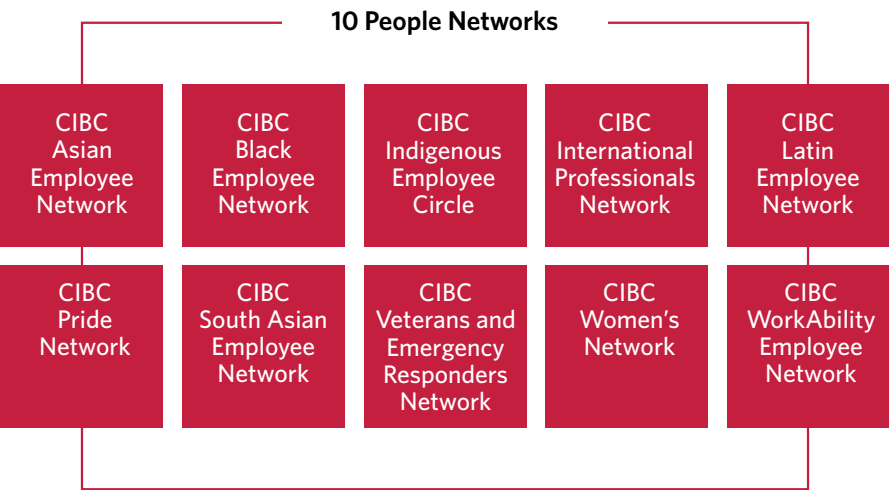 10 People Networks
CIBC
Asian
Employee
Network
CIBC
Black
Employee
Network
CIBC
Indigenous
Employee
Circle
CIBC
International
Professionals
Network
CIBC
Latin
Employee
Network
CIBC
Pride
Network
CIBC
South Asian
Employee
Network
CIBC
Veterans and
Emergency
Responders
Network
CIBC
Women's
Network
CIBC
WorkAbility
Employee
Network